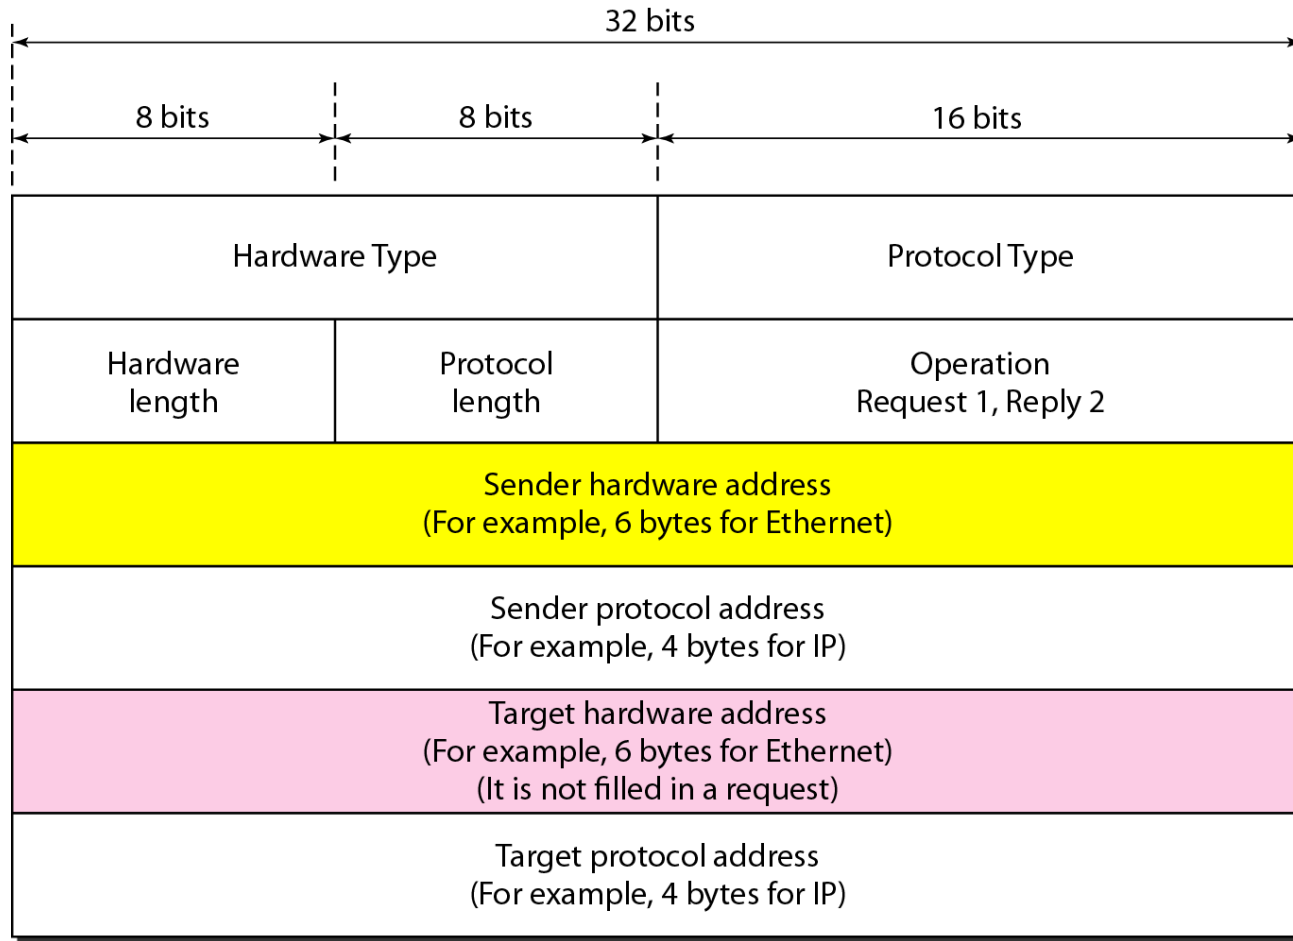 32 bits
8 bits
8 bits
16 bits
Hardware Type
Protocol Type
Hardware
length
Protocol
length
Operation
Request 1, Reply 2
Sender hardware address
(For example, 6 bytes for Ethernet)
Sender protocol address
(For example, 4 bytes for IP)
Target hardware address
(For example, 6 bytes for Ethernet)
(It is not filled in a request)
Target protocol address
(For example, 4 bytes for IP)